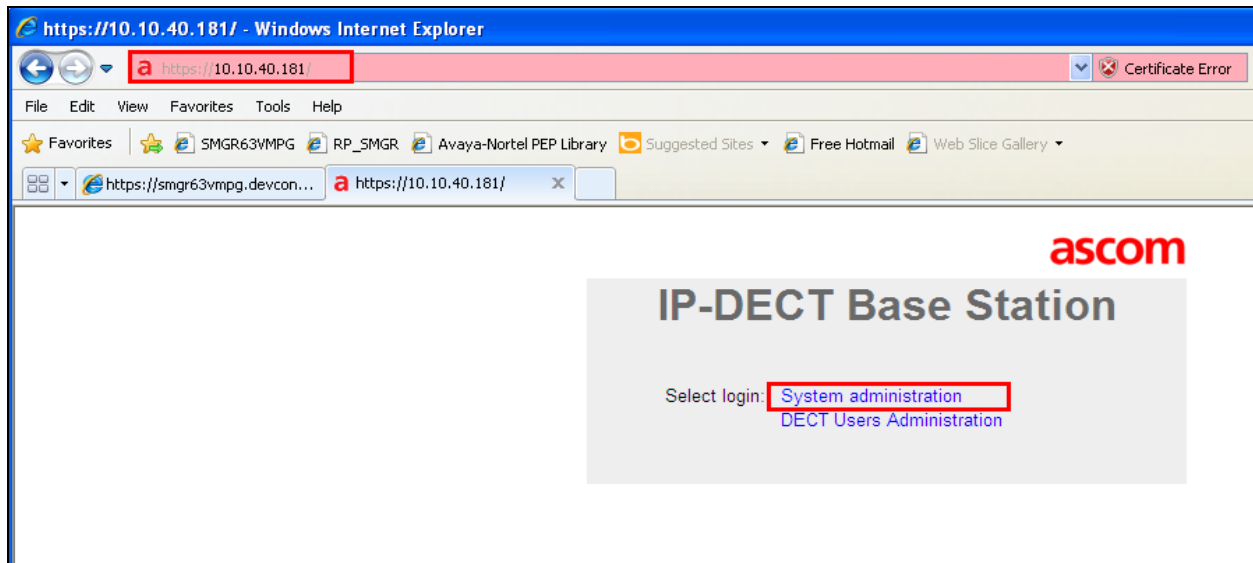 https://10.10.40.181/ - Windows Internet Explorer
a https://10.10.40.181/ Certificate Error
File Edit View Favorites Tools Help
Favorites SMGR63VMPG RP_SMGR Avaya-Nortel PEP Library Suggested Sites Free Hotmail Web Slice Gallery
https://smgr63vmpg.devcon... a https://10.10.40.181/ x
ascom
IP-DECT Base Station
Select login: System administration
DECT Users Administration